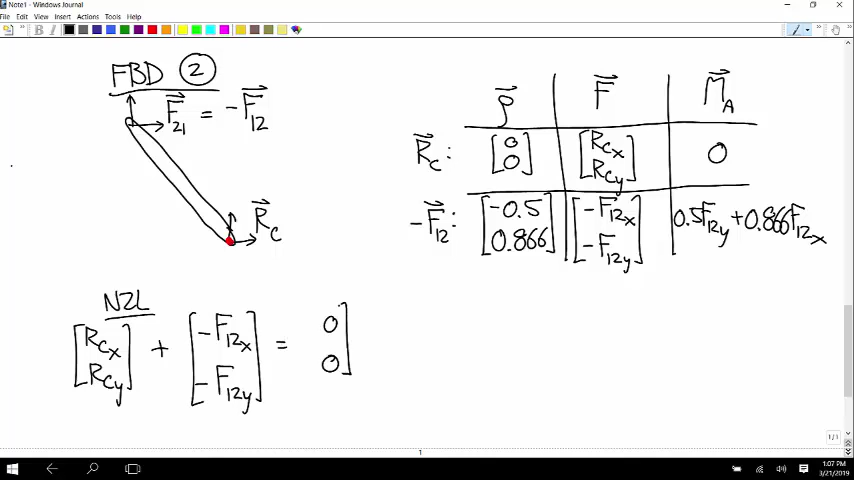 Note1 - Windows Journal
File Edit View Insert Actions Tools Help
B I
FBD ②
F⃗₂₁ = -F⃗₁₂
R⃗c
ρ⃗ F⃗ M⃗_A
R⃗c: [0 0] [Rcx Rcy] 0
-F⃗₁₂: [-0.5 0.866] [-F₁₂x -F₁₂y] 0.5F₁₂y + 0.866F₁₂x
N2L
[Rcx Rcy] + [-F₁₂x -F₁₂y] = 0 0]
1/1
1
1:07 PM
3/21/2019